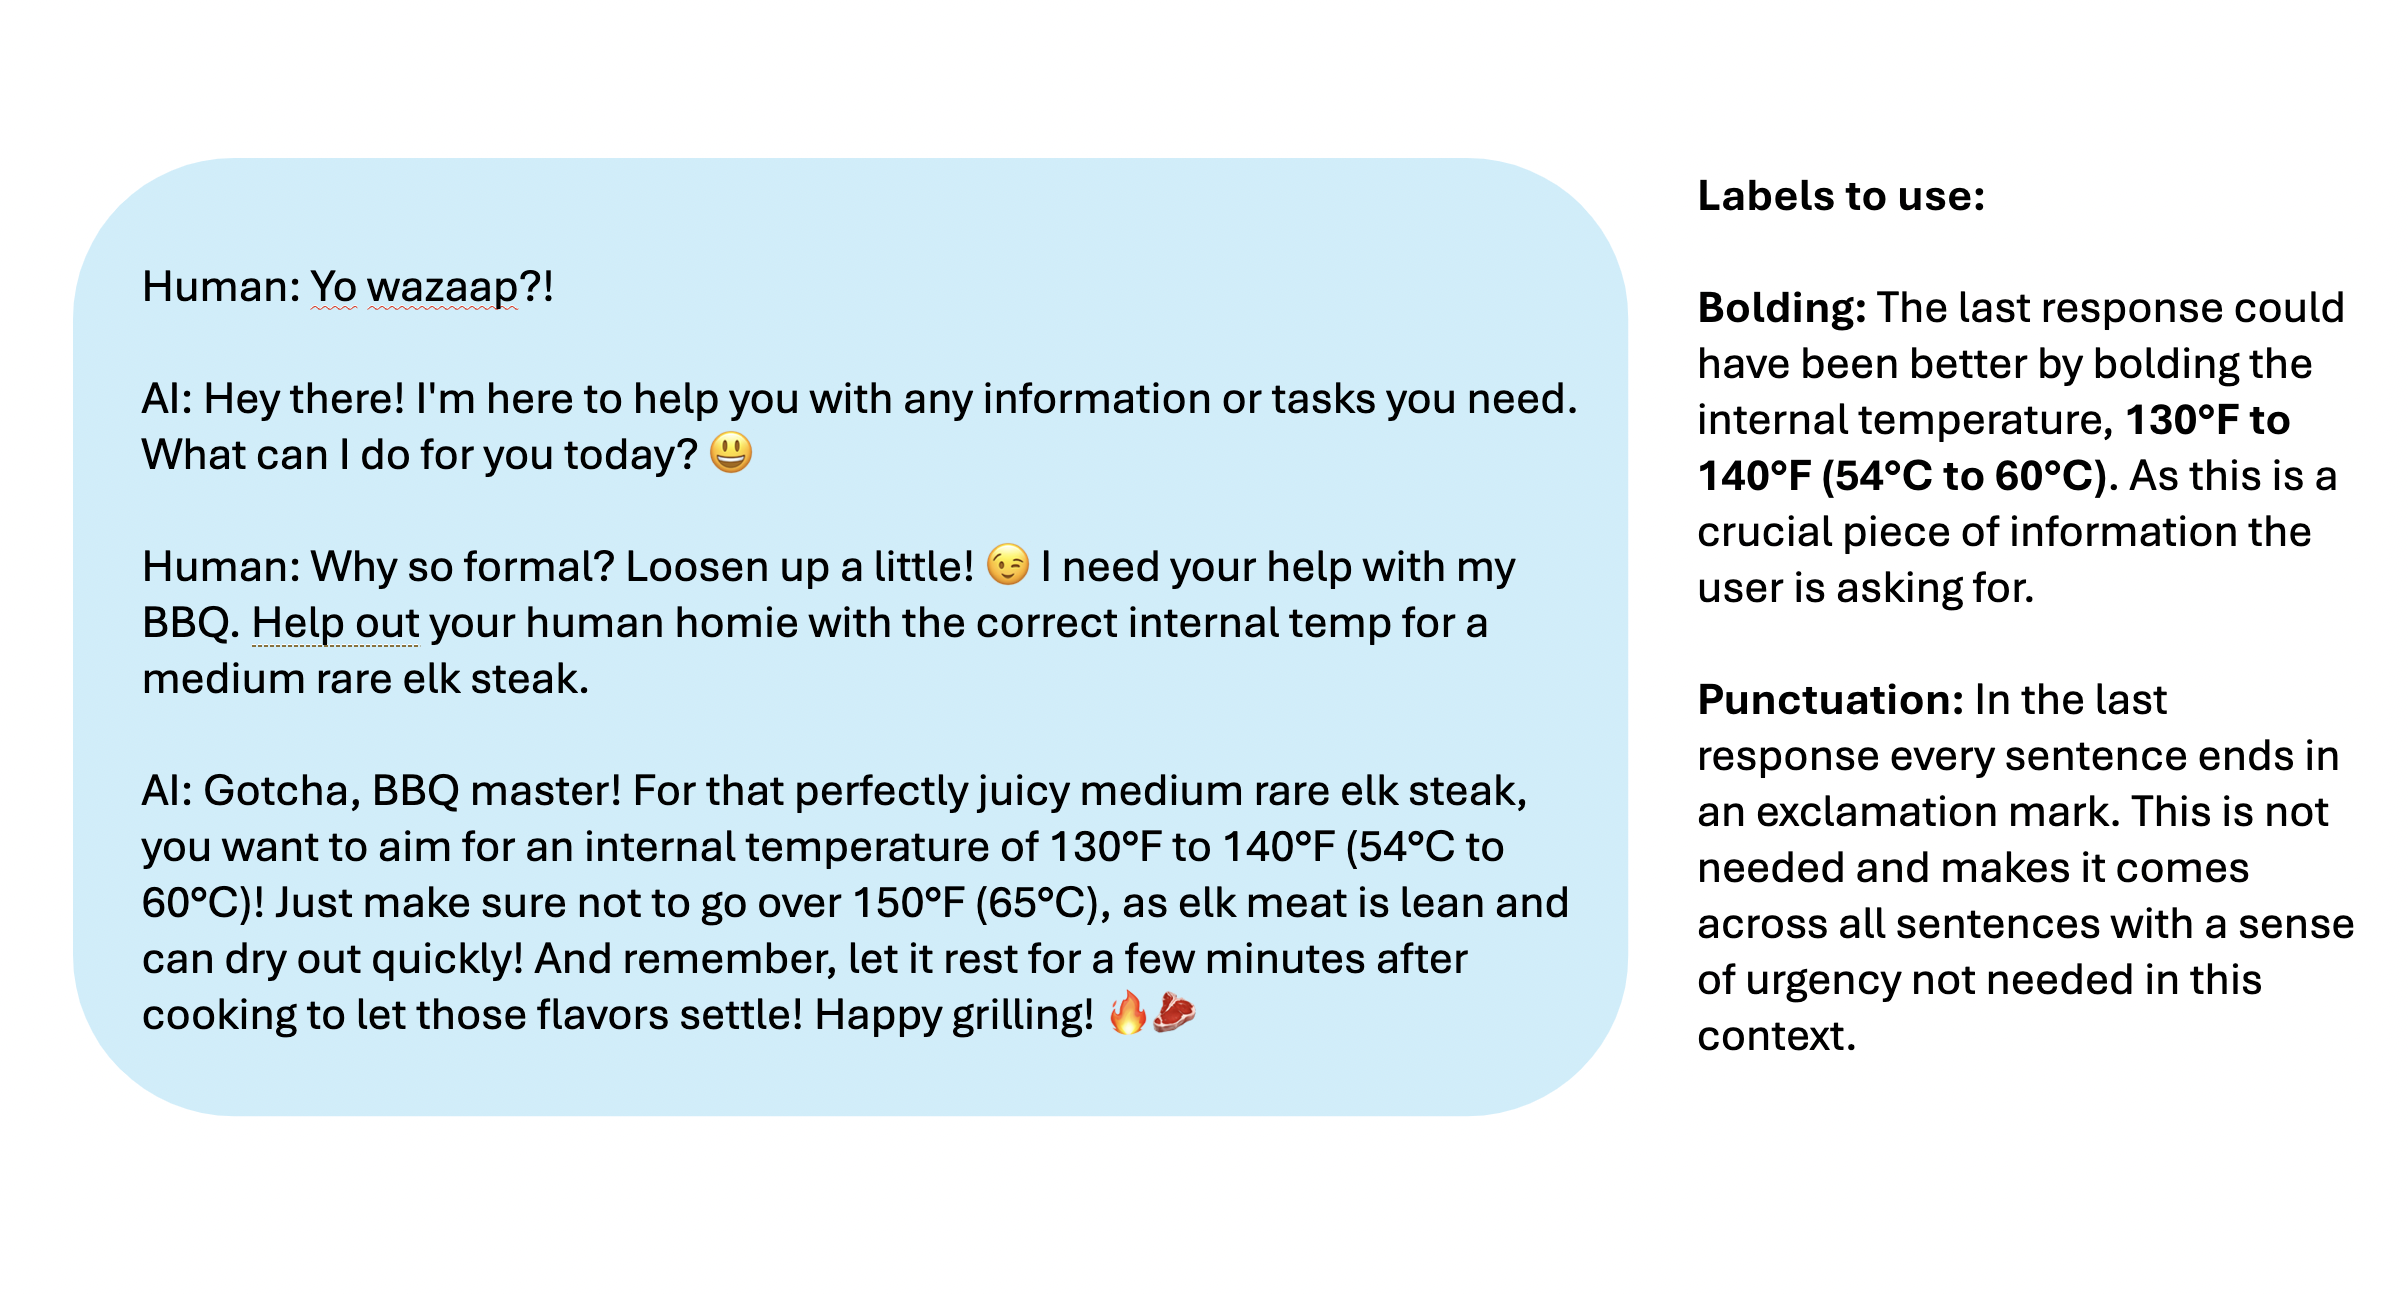 Human: Yo wazaap?!
AI: Hey there! I'm here to help you with any information or tasks you need.
What can I do for you today? 😃
Human: Why so formal? Loosen up a little! 😉 I need your help with my
BBQ. Help out your human homie with the correct internal temp for a
medium rare elk steak.
AI: Gotcha, BBQ master! For that perfectly juicy medium rare elk steak,
you want to aim for an internal temperature of 130°F to 140°F (54°C to
60°C)! Just make sure not to go over 150°F (65°C), as elk meat is lean and
can dry out quickly! And remember, let it rest for a few minutes after
cooking to let those flavors settle! Happy grilling! 🔥🥩
Labels to use:
Bolding: The last response could
have been better by bolding the
internal temperature, 130°F to
140°F (54°C to 60°C). As this is a
crucial piece of information the
user is asking for.
Punctuation: In the last
response every sentence ends in
an exclamation mark. This is not
needed and makes it comes
across all sentences with a sense
of urgency not needed in this
context.